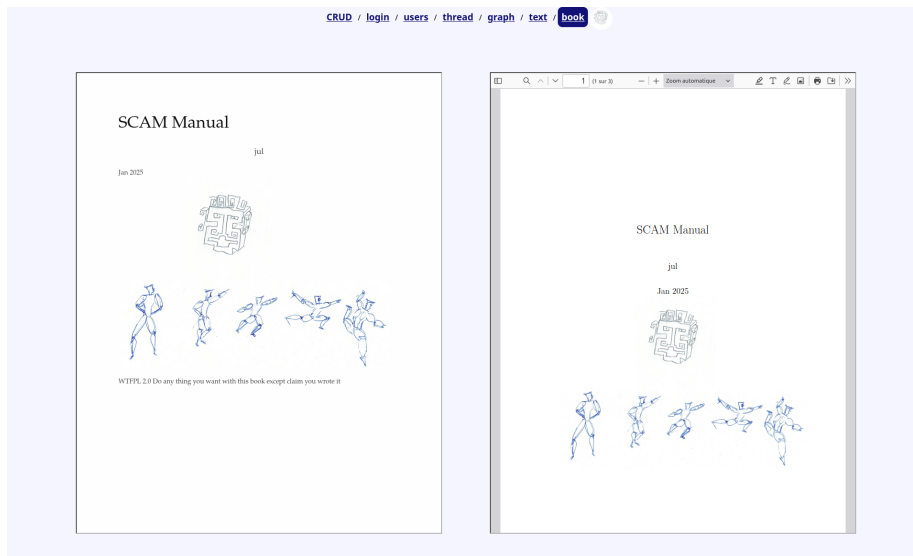 CRUD / login / users / thread / graph / text / book
SCAM Manual
jul
Jan 2025
WTFPL 2.0 Do any thing you want with this book except claim you wrote it
1 (1 sur 3) Zoom automatique
SCAM Manual
jul
Jan 2025